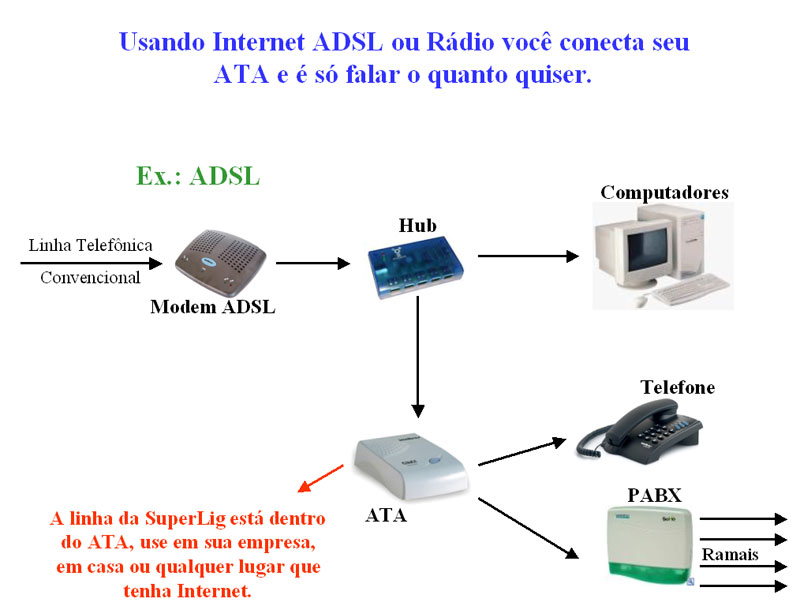 Usando Internet ADSL ou Rádio você conecta seu
ATA e é só falar o quanto quiser.
Ex.: ADSL
Computadores
Hub
Linha Telefônica
Convencional
Modem ADSL
Telefone
ATA
PABX
Ramais
A linha da SuperLig está dentro
do ATA, use em sua empresa,
em casa ou qualquer lugar que
tenha Internet.